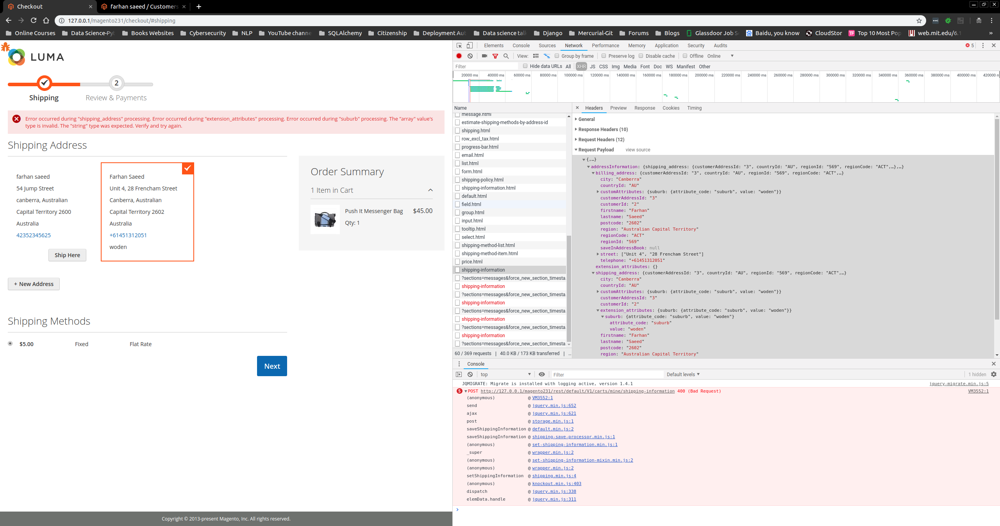 Checkout
farhan saeed / Customers
127.0.0.1/magento231/checkout/#shipping
Online Courses Data Science-Pyt Books Websites Cybersecurity NLP YouTube channe SQLAlchemy Citizenship Deployment Aut Data science talk Django Mercurial-Git Forums Blogs Glassdoor Job S Baidu, you know CloudStor Top 10 Most Pop web.mit.edu/6.1 »
LUMA
2
Shipping
Review & Payments
Error occurred during "shipping_address" processing. Error occurred during "extension_attributes" processing. Error occurred during "suburb" processing. The "array" value's
type is invalid. The "string" type was expected. Verify and try again.
Shipping Address
farhan saeed
54 Jump Street
canberra, Australian
Capital Territory 2600
Australia
42352345625
Ship Here
Farhan Saeed
Unit 4, 28 Frencham Street
Canberra, Australian
Capital Territory 2602
Australia
+61451312051
woden
+ New Address
Order Summary
1 Item in Cart
Push It Messenger Bag $45.00
Qty: 1
Shipping Methods
$5.00 Fixed Flat Rate
Next
Copyright © 2013-present Magento, Inc. All rights reserved.
Elements Console Sources Network Performance Memory Application Security Audits 5
View: Group by frame Preserve log Disable cache Offline Online
Filter Hide data URLs All XHR JS CSS Img Media Font Doc WS Manifest Other
20000 ms 40000 ms 60000 ms 80000 ms 100000 ms 120000 ms 140000 ms 160000 ms 180000 ms 200000 ms 220000 ms 240000 ms 260000 ms 280000 ms 300000 ms 320000 ms 340000 ms 360000 ms 380000 ms 400000 ms 420000 m
Name
message.html
estimate-shipping-methods-by-address-id
shipping.html
row_excl_tax.html
progress-bar.html
email.html
list.html
form.html
shipping-policy.html
shipping-information.html
default.html
field.html
group.html
input.html
tooltip.html
select.html
shipping-method-list.html
shipping-method-item.html
price.html
shipping-information
?sections=messages&force_new_section_timesta
shipping-information
?sections=messages&force_new_section_timesta
shipping-information
?sections=messages&force_new_section_timesta
shipping-information
?sections=messages&force_new_section_timesta
shipping-information
?sections=messages&force_new_section_timesta
60 / 369 requests | 40.0 KB / 173 KB transferred | ...
Headers Preview Response Cookies Timing
General
Response Headers (10)
Request Headers (12)
Request Payload view source
{,…}
addressInformation: {shipping_address: {customerAddressId: "3", countryId: "AU", regionId: "569", regionCode: "ACT",…},…}
billing_address: {customerAddressId: "3", countryId: "AU", regionId: "569", regionCode: "ACT",…}
city: "Canberra"
countryId: "AU"
customAttributes: {suburb: {attribute_code: "suburb", value: "woden"}}
customerAddressId: "3"
customerId: "2"
firstname: "Farhan"
lastname: "Saeed"
postcode: "2602"
region: "Australian Capital Territory"
regionCode: "ACT"
regionId: "569"
saveInAddressBook: null
street: ["Unit 4", "28 Frencham Street"]
telephone: "+61451312051"
extension_attributes: {}
shipping_address: {customerAddressId: "3", countryId: "AU", regionId: "569", regionCode: "ACT",…}
city: "Canberra"
countryId: "AU"
customAttributes: {suburb: {attribute_code: "suburb", value: "woden"}}
customerAddressId: "3"
customerId: "2"
extension_attributes: {suburb: {attribute_code: "suburb", value: "woden"}}
suburb: {attribute_code: "suburb", value: "woden"}
attribute_code: "suburb"
value: "woden"
firstname: "Farhan"
lastname: "Saeed"
postcode: "2602"
region: "Australian Capital Territory"
Console
top Filter Default levels 1 hidden
JQMIGRATE: Migrate is installed with logging active, version 1.4.1 jquery-migrate.min.js:5
5 POST http://127.0.0.1/magento231/rest/default/V1/carts/mine/shipping-information 400 (Bad Request) VM3552:1
(anonymous) @ VM3552:1
send @ jquery.min.js:652
ajax @ jquery.min.js:621
post @ storage.min.js:1
saveShippingInformation @ default.min.js:2
saveShippingInformation @ shipping-save-processor.min.js:1
(anonymous) @ set-shipping-information.min.js:1
_super @ wrapper.min.js:2
(anonymous) @ set-shipping-information-mixin.min.js:2
(anonymous) @ wrapper.min.js:2
setShippingInformation @ shipping.min.js:4
(anonymous) @ knockout.min.js:403
dispatch @ jquery.min.js:338
elemData.handle @ jquery.min.js:311